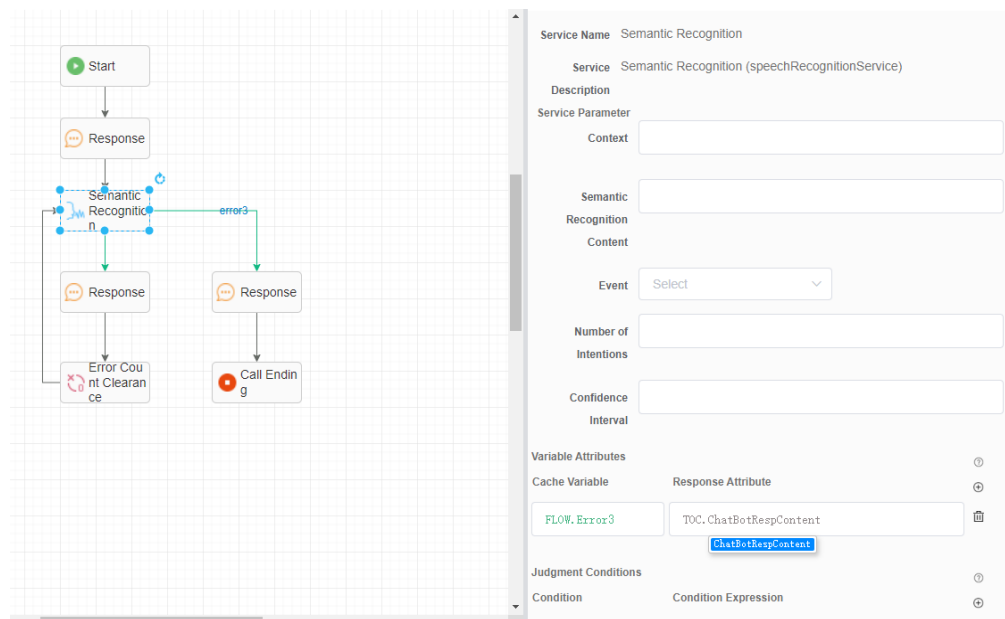 Start
Response
Semantic
Recognitio
n
error3
Response
Response
Error Cou
nt Clearan
ce
Call Endin
g
Service Name Semantic Recognition
Service Semantic Recognition (speechRecognitionService)
Description
Service Parameter
Context
Semantic
Recognition
Content
Event Select
Number of
Intentions
Confidence
Interval
Variable Attributes
Cache Variable Response Attribute
FLOW.Error3 TOC.ChatBotRespContent
ChatBotRespContent
Judgment Conditions
Condition Condition Expression